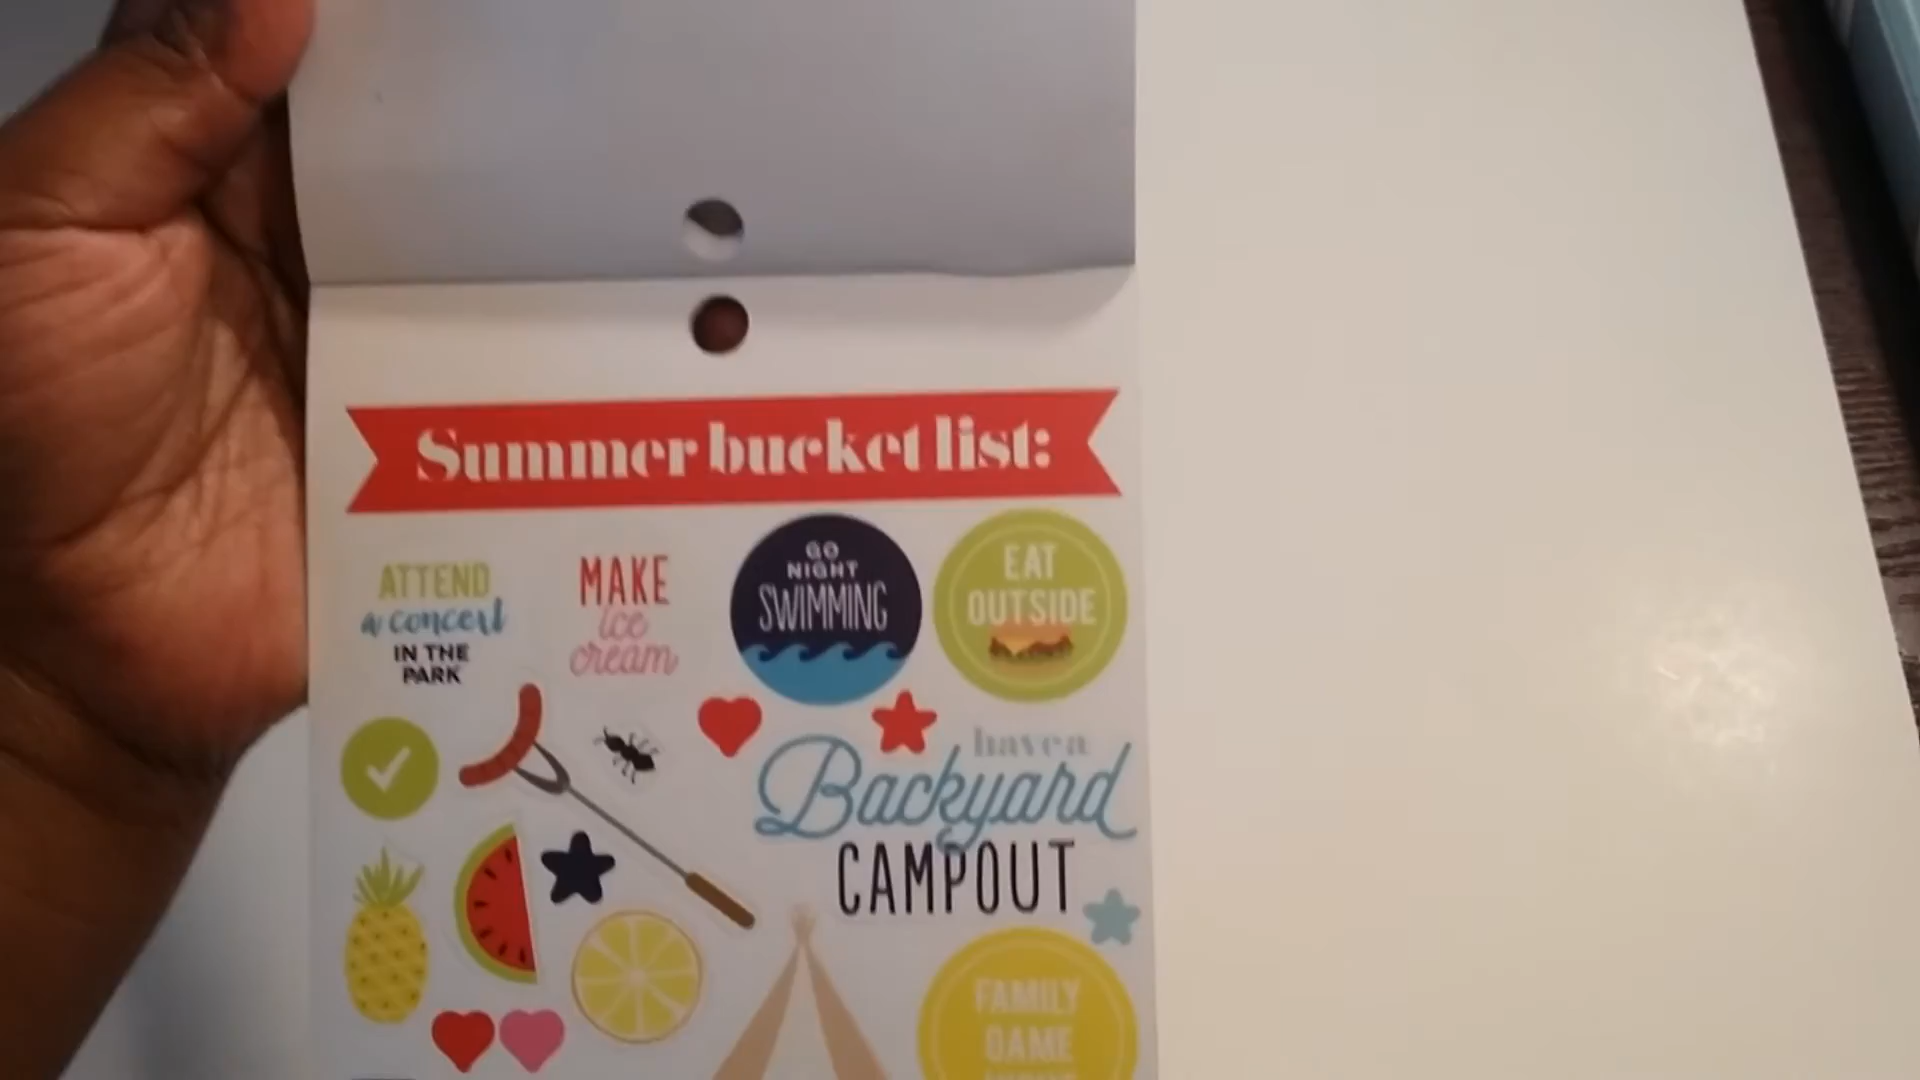 Summer bucket list:
ATTEND
a concert
IN THE
PARK
MAKE
ice
cream
GO
NIGHT
SWIMMING
EAT
OUTSIDE
have a
Backyard
CAMPOUT
FAMILY
GAME